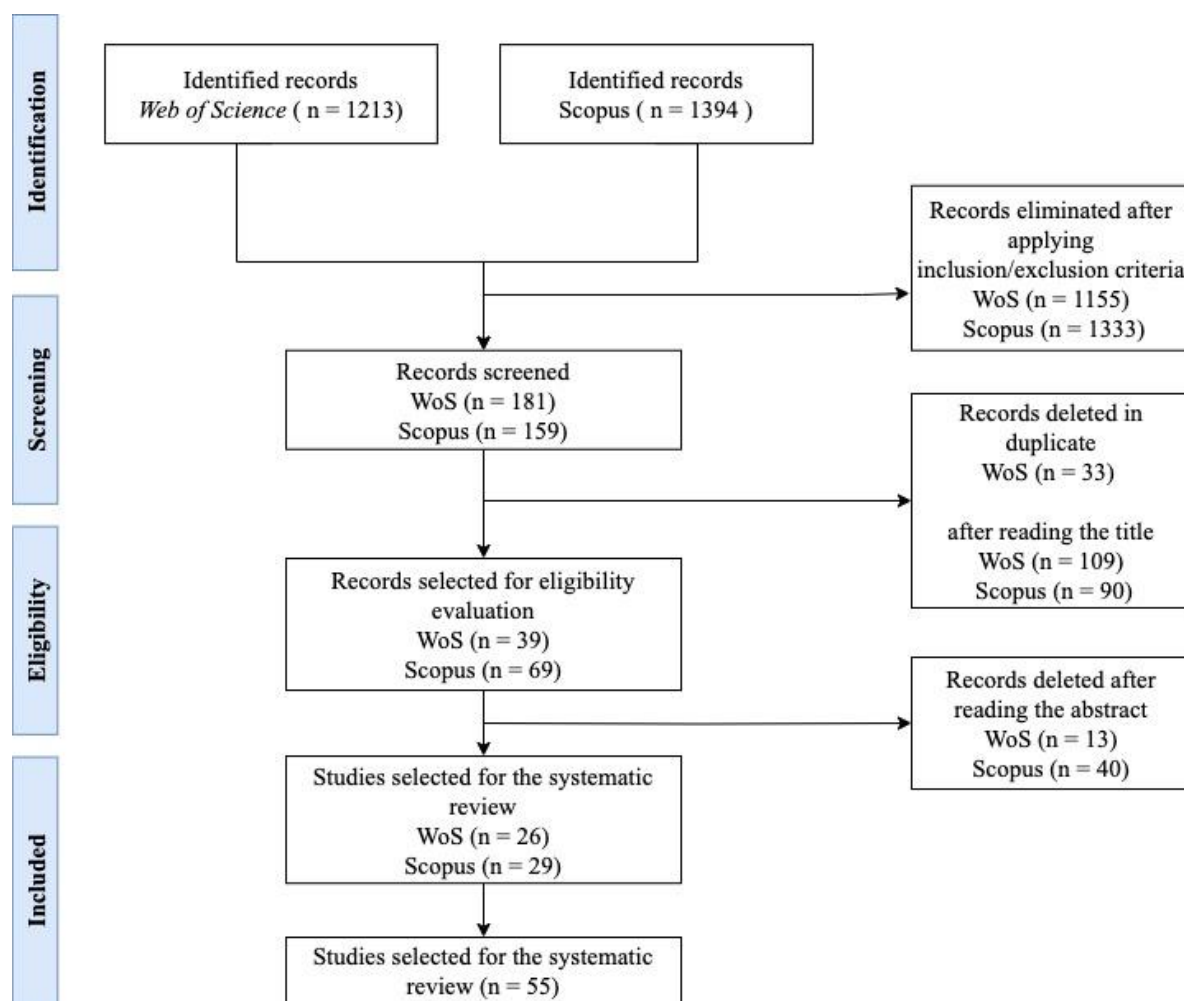 Identification
Identified records
Web of Science ( n = 1213)
Identified records
Scopus ( n = 1394 )
Records eliminated after
applying
inclusion/exclusion criteria
WoS (n = 1155)
Scopus (n = 1333)
Screening
Records screened
WoS (n = 181)
Scopus (n = 159)
Records deleted in
duplicate
WoS (n = 33)
after reading the title
WoS (n = 109)
Scopus (n = 90)
Eligibility
Records selected for eligibility
evaluation
WoS (n = 39)
Scopus (n = 69)
Records deleted after
reading the abstract
WoS (n = 13)
Scopus (n = 40)
Included
Studies selected for the systematic
review
WoS (n = 26)
Scopus (n = 29)
Studies selected for the systematic
review (n = 55)